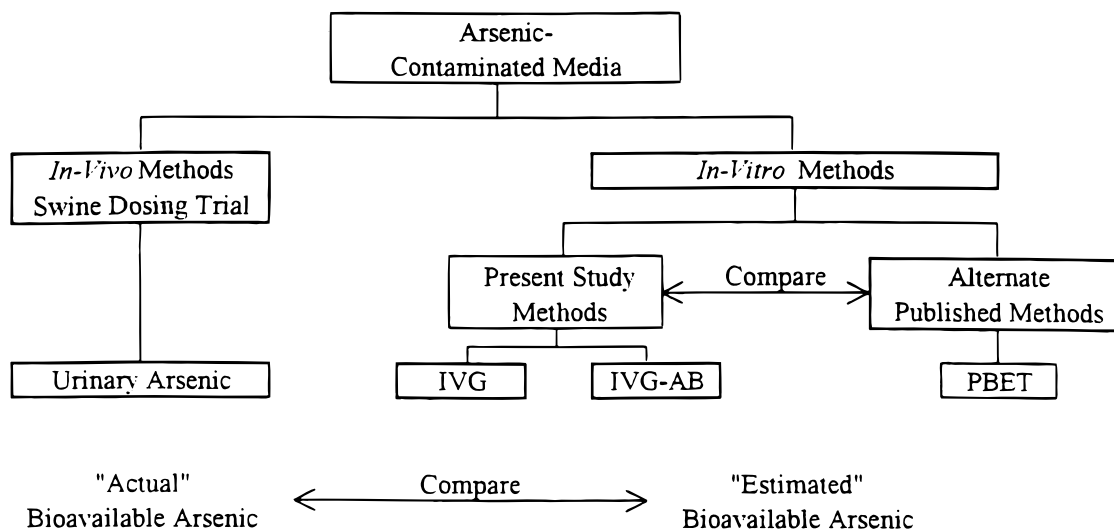 Arsenic-
Contaminated Media
In-Vivo Methods
Swine Dosing Trial
In-Vitro Methods
Present Study
Methods
Compare
Alternate
Published Methods
Urinary Arsenic
IVG
IVG-AB
PBET
"Actual"
Bioavailable Arsenic
Compare
"Estimated"
Bioavailable Arsenic